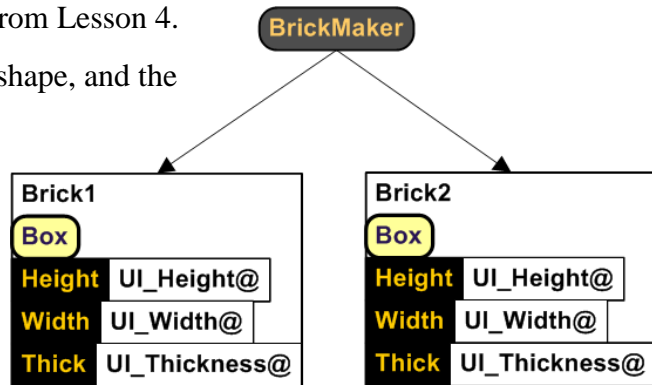 rom Lesson 4.
shape, and the
BrickMaker
Brick1
Box
Height UI_Height@
Width UI_Width@
Thick UI_Thickness@
Brick2
Box
Height UI_Height@
Width UI_Width@
Thick UI_Thickness@